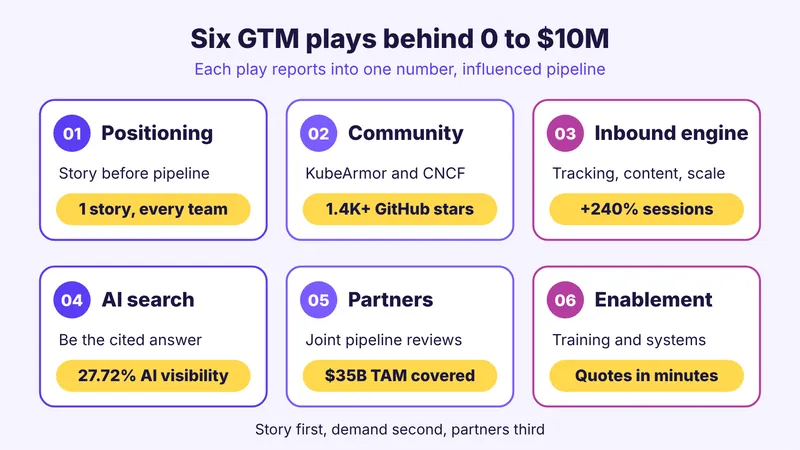 Six GTM plays behind 0 to $10M
Each play reports into one number, influenced pipeline
01 Positioning
Story before pipeline
1 story, every team
02 Community
KubeArmor and CNCF
1.4K+ GitHub stars
03 Inbound engine
Tracking, content, scale
+240% sessions
04 AI search
Be the cited answer
27.72% AI visibility
05 Partners
Joint pipeline reviews
$35B TAM covered
06 Enablement
Training and systems
Quotes in minutes
Story first, demand second, partners third